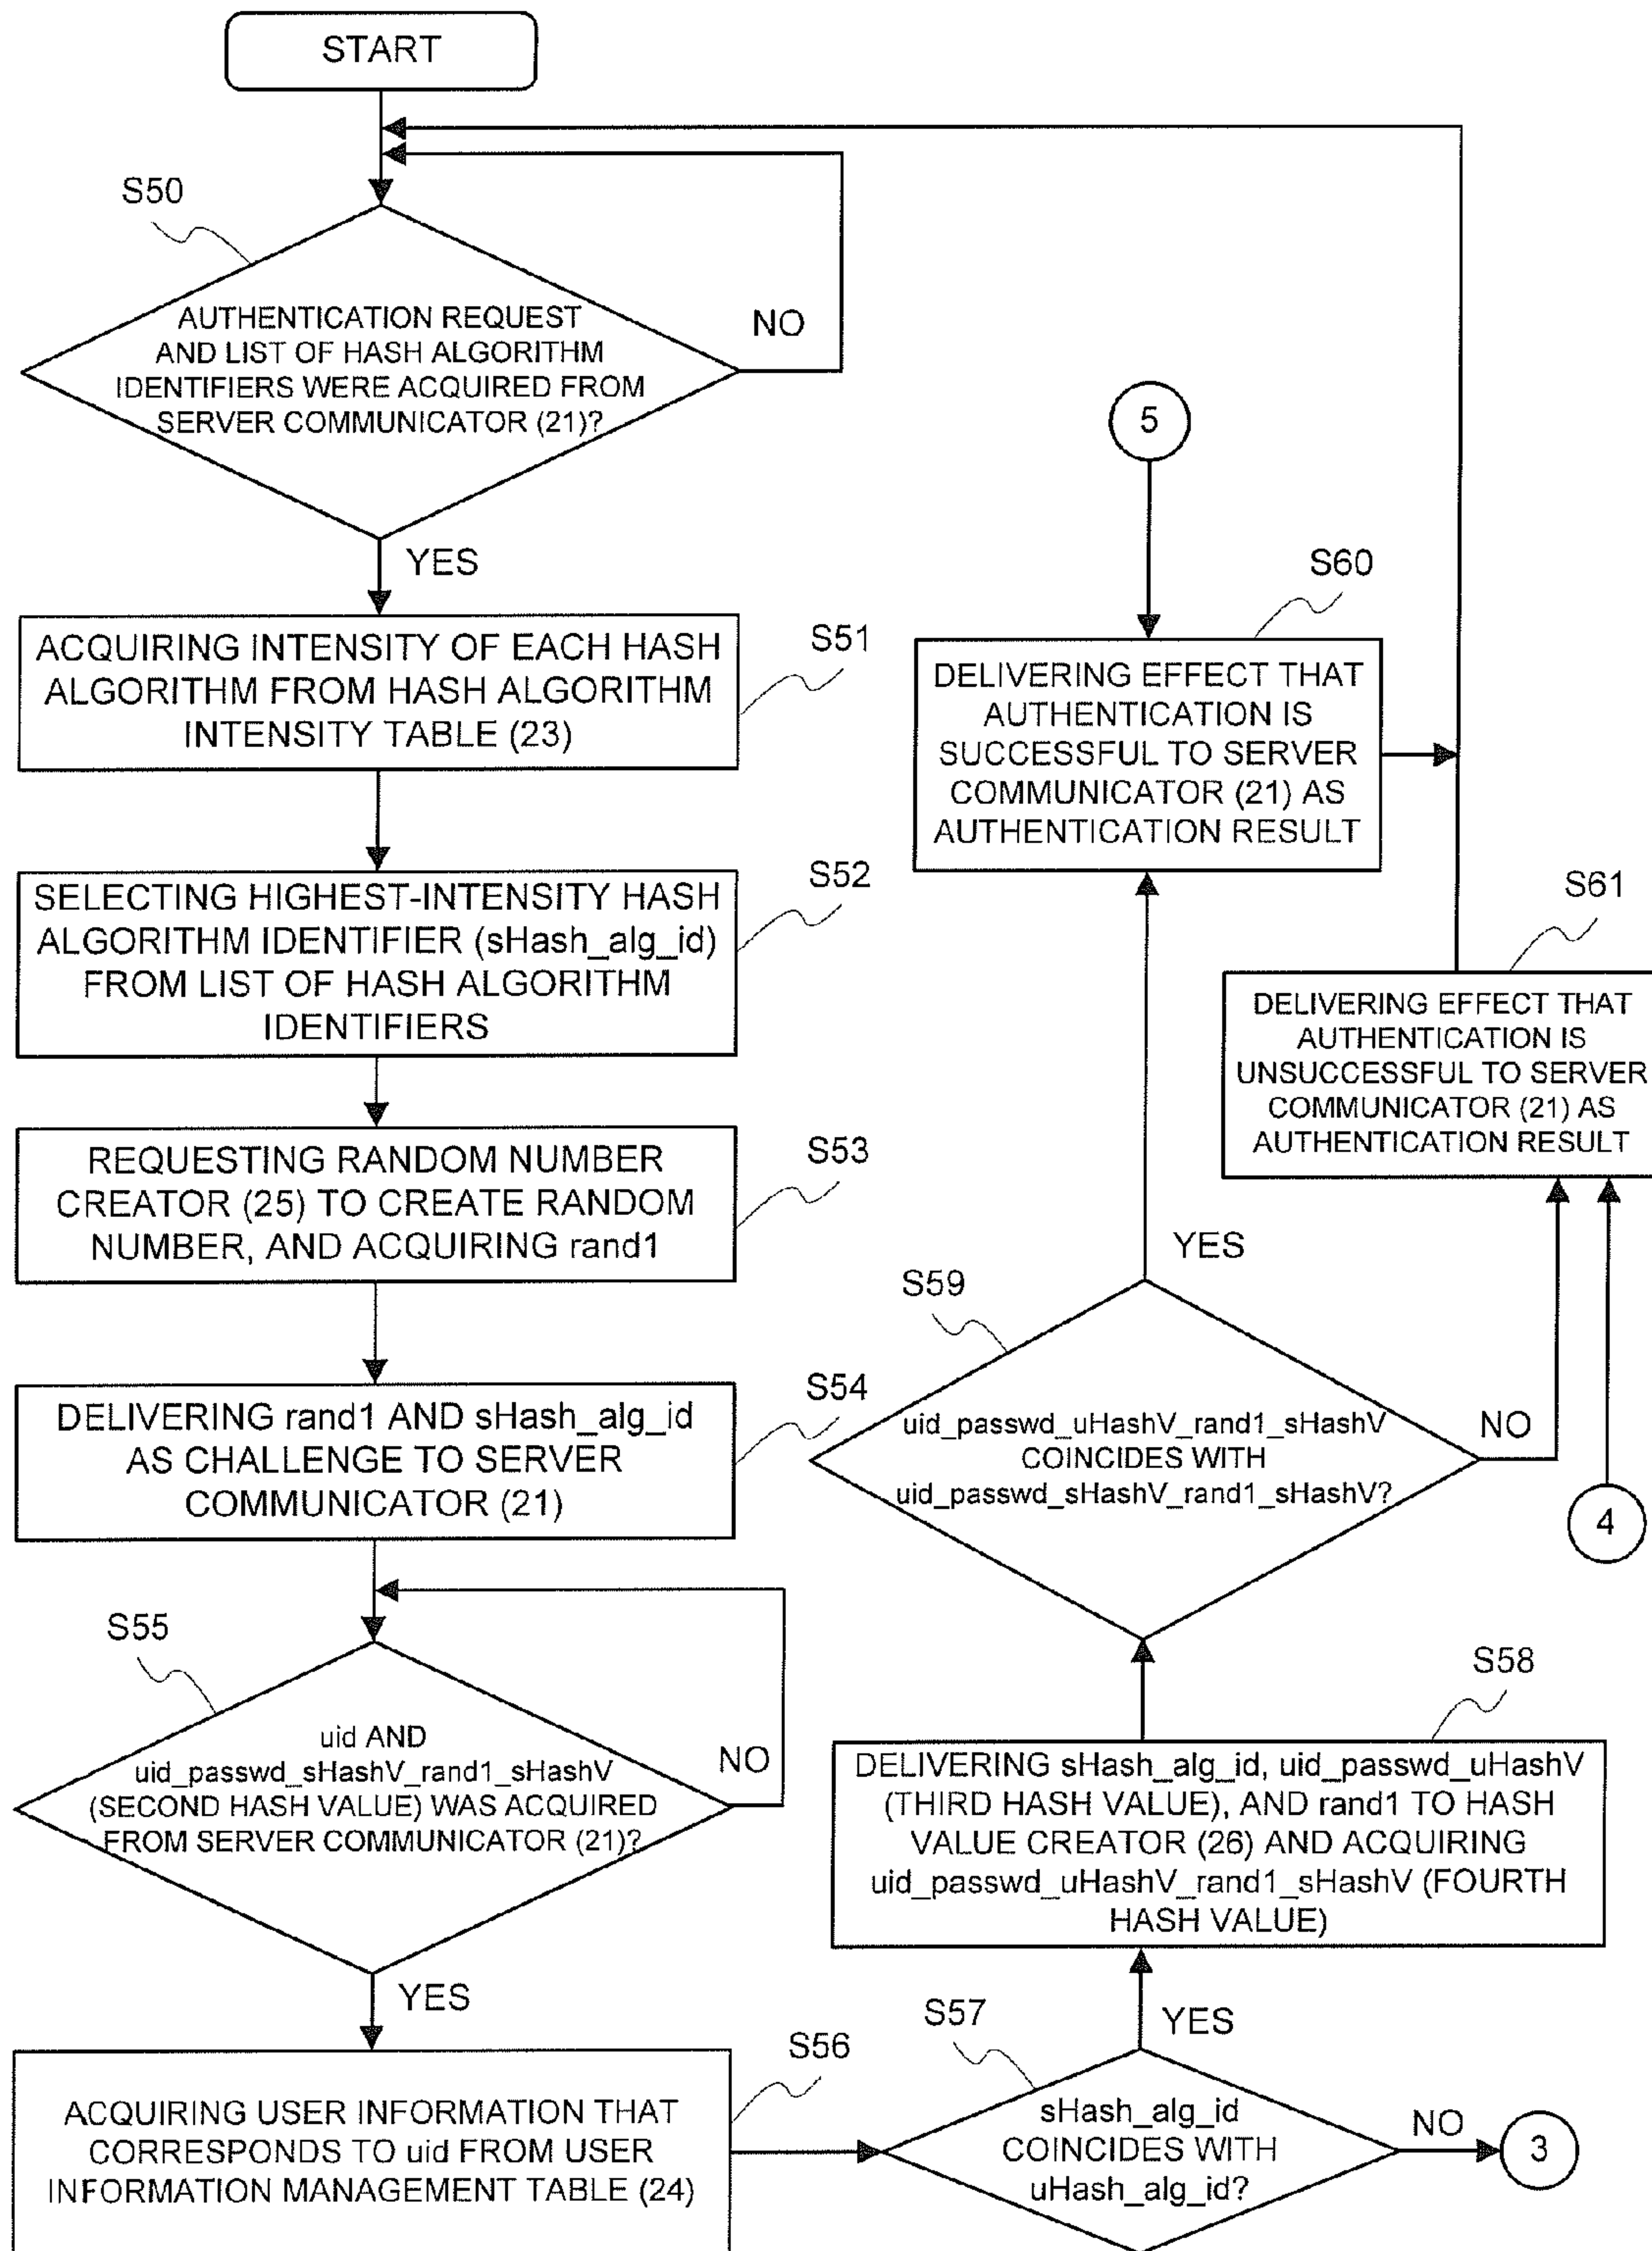 START
S50
AUTHENTICATION REQUEST
AND LIST OF HASH ALGORITHM
IDENTIFIERS WERE ACQUIRED FROM
SERVER COMMUNICATOR (21)?
NO
YES
ACQUIRING INTENSITY OF EACH HASH
ALGORITHM FROM HASH ALGORITHM
INTENSITY TABLE (23)
S51
SELECTING HIGHEST-INTENSITY HASH
ALGORITHM IDENTIFIER (sHash_alg_id)
FROM LIST OF HASH ALGORITHM
IDENTIFIERS
S52
REQUESTING RANDOM NUMBER
CREATOR (25) TO CREATE RANDOM
NUMBER, AND ACQUIRING rand1
S53
DELIVERING rand1 AND sHash_alg_id
AS CHALLENGE TO SERVER
COMMUNICATOR (21)
S54
S55
uid AND
uid_passwd_sHashV_rand1_sHashV
(SECOND HASH VALUE) WAS ACQUIRED
FROM SERVER COMMUNICATOR (21)?
NO
YES
ACQUIRING USER INFORMATION THAT
CORRESPONDS TO uid FROM USER
INFORMATION MANAGEMENT TABLE (24)
S56
S57
sHash_alg_id
COINCIDES WITH
uHash_alg_id?
NO
3
YES
S58
DELIVERING sHash_alg_id, uid_passwd_uHashV
(THIRD HASH VALUE), AND rand1 TO HASH
VALUE CREATOR (26) AND ACQUIRING
uid_passwd_uHashV_rand1_sHashV (FOURTH
HASH VALUE)
S59
uid_passwd_uHashV_rand1_sHashV
COINCIDES WITH
uid_passwd_sHashV_rand1_sHashV?
NO
YES
4
5
S60
DELIVERING EFFECT THAT
AUTHENTICATION IS
SUCCESSFUL TO SERVER
COMMUNICATOR (21) AS
AUTHENTICATION RESULT
S61
DELIVERING EFFECT THAT
AUTHENTICATION IS
UNSUCCESSFUL TO SERVER
COMMUNICATOR (21) AS
AUTHENTICATION RESULT